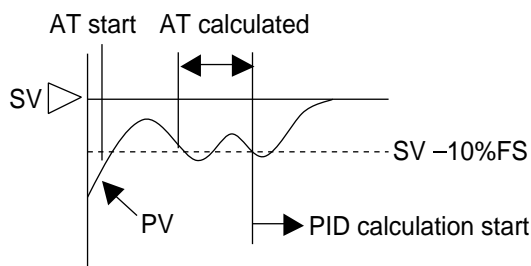 AT start
AT calculated
SV
SV –10%FS
PV
PID calculation start